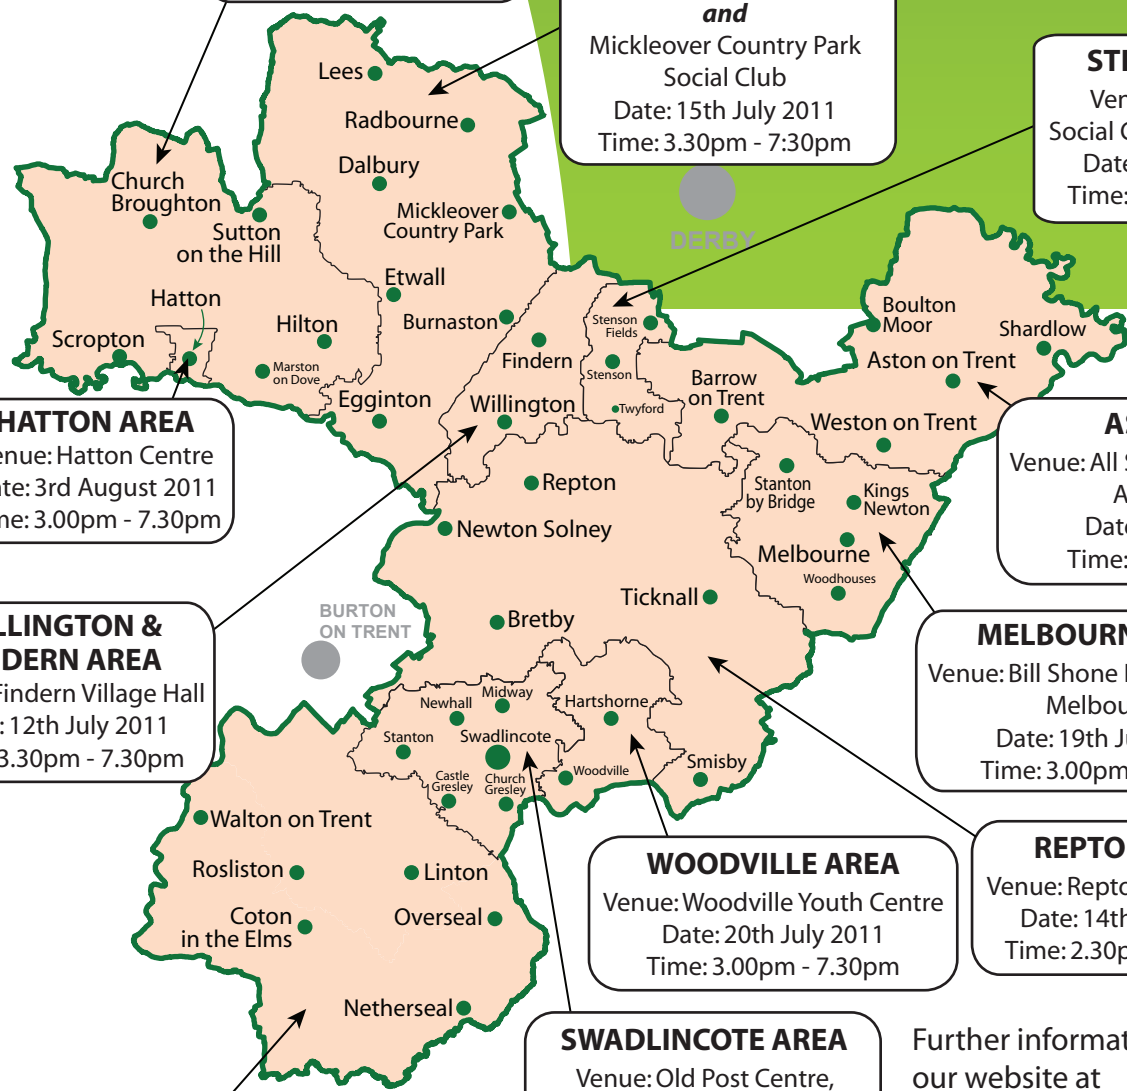 and
Mickleover Country Park
Social Club
Date: 15th July 2011
Time: 3.30pm - 7:30pm
Social
Time:
DERBY
Lees
Radbourne
Dalbury
Church
Broughton
Mickleover
Country Park
Sutton
on the Hill
Etwall
Hatton
Burnaston
Hilton
Scropton
Marston
on Dove
Findern
Stenson
Fields
Stenson
Twyford
Boulton
Moor
Shardlow
Aston on Trent
Barrow
on Trent
Egginton
Willington
Weston on Trent
HATTON AREA
Venue: Hatton Centre
Date: 3rd August 2011
Time: 3.00pm - 7.30pm
Repton
Stanton
by Bridge
Kings
Newton
Newton Solney
Melbourne
Woodhouses
Venue: All
Time:
BURTON
ON TRENT
Ticknall
Bretby
WILLINGTON &
FINDERN AREA
Findern Village Hall
: 12th July 2011
3.30pm - 7.30pm
MELBOURN
Venue: Bill Shone
Melbou
Date: 19th Ju
Time: 3.00pm
Midway
Newhall
Hartshorne
Stanton
Swadlincote
Castle
Gresley
Church
Gresley
Woodville
Smisby
Walton on Trent
Rosliston
Linton
Coton
in the Elms
Overseal
Netherseal
WOODVILLE AREA
Venue: Woodville Youth Centre
Date: 20th July 2011
Time: 3.00pm - 7.30pm
REPTO
Venue: Repto
Date: 14th
Time: 2.30p
SWADLINCOTE AREA
Venue: Old Post Centre,
Further informat
our website at